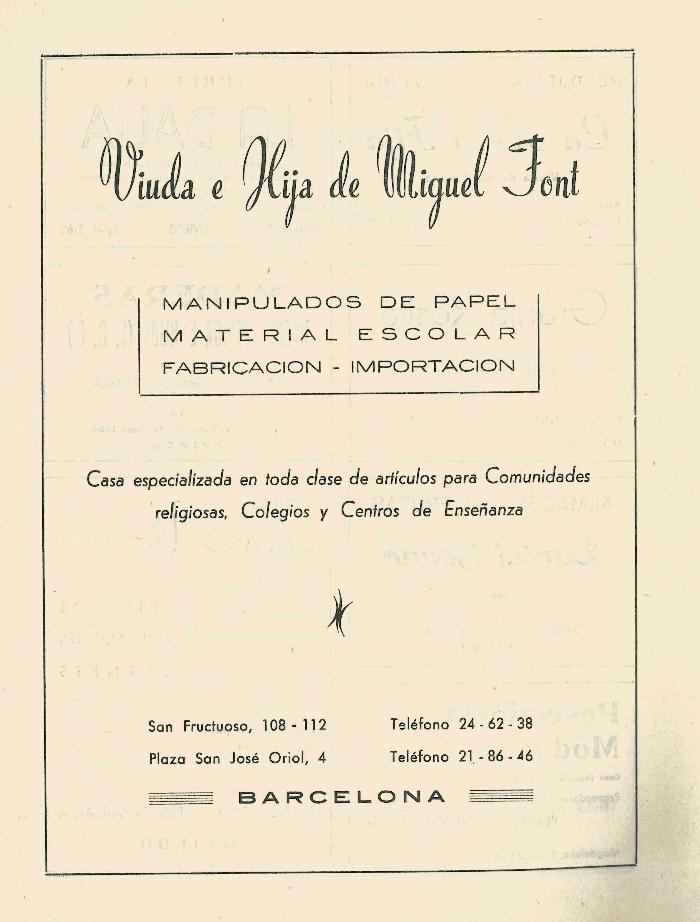 Viuda e Hija de Miguel Font
MANIPULADOS DE PAPEL
MATERIAL ESCOLAR
FABRICACION - IMPORTACION
Casa especializada en toda clase de artículos para Comunidades
religiosas, Colegios y Centros de Enseñanza
San Fructuoso, 108 - 112 Teléfono 24 - 62 - 38
Plaza San José Oriol, 4 Teléfono 21 - 86 - 46
BARCELONA